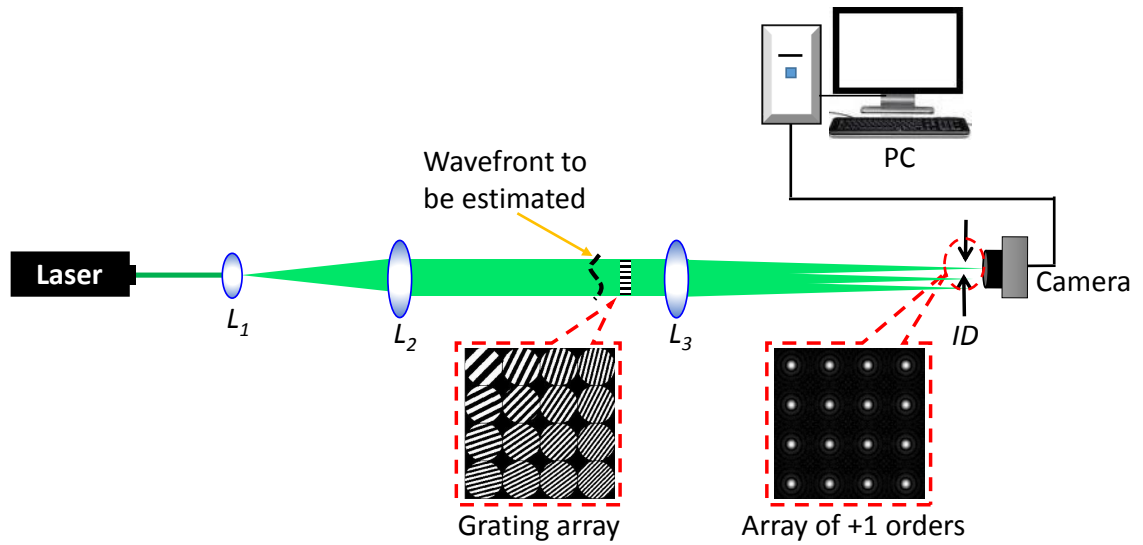 PC
Wavefront to
be estimated
Laser
Camera
L1
L2
L3
ID
Grating array
Array of +1 orders